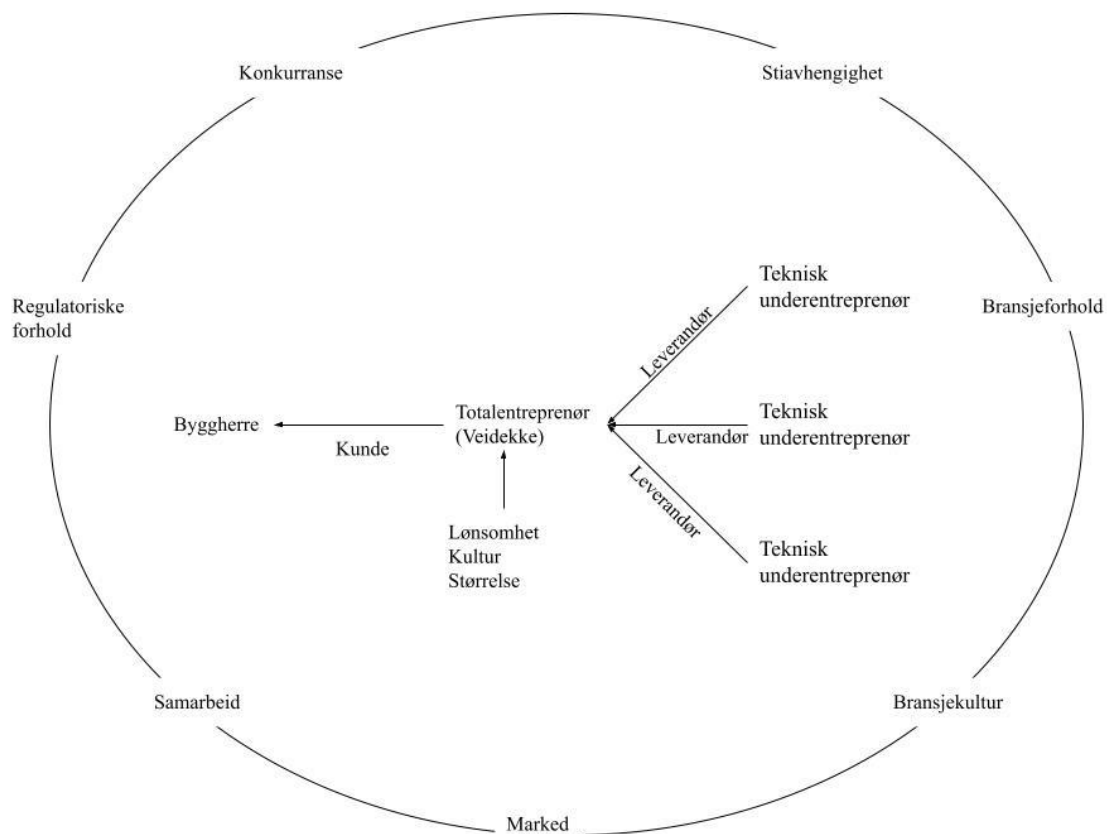 Konkurranse
Stiavhengighet
Regulatoriske
forhold
Bransjeforhold
Teknisk
underentreprenør
Leverandør
Byggherre
Kunde
Totalentreprenør
(Veidekke)
Leverandør
Teknisk
underentreprenør
Leverandør
Lønsomhet
Kultur
Størrelse
Teknisk
underentreprenør
Samarbeid
Bransjekultur
Marked